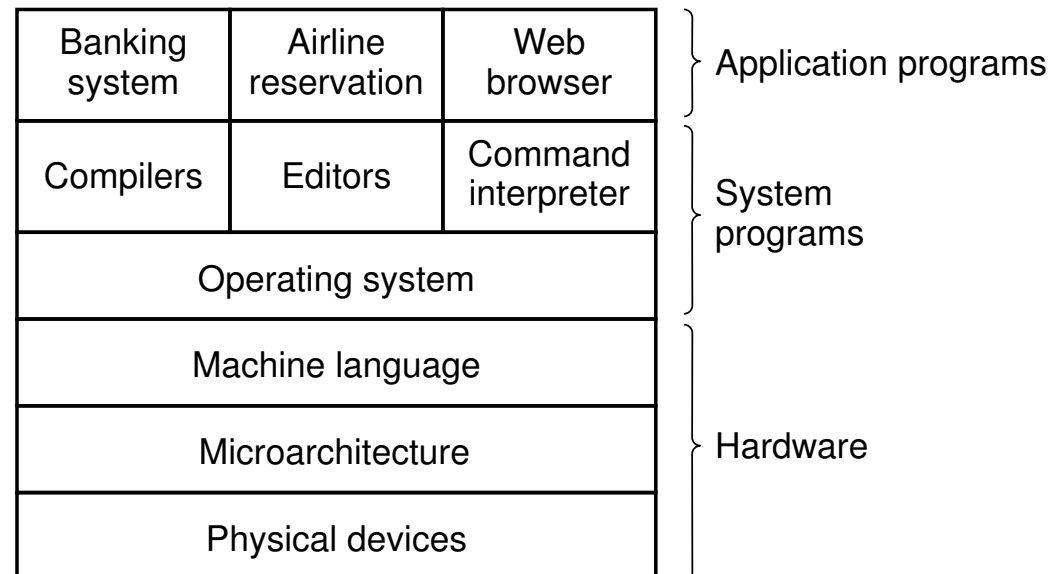 Banking
system
Airline
reservation
Web
browser
Application programs
Compilers
Editors
Command
interpreter
System
programs
Operating system
Machine language
Microarchitecture
Hardware
Physical devices